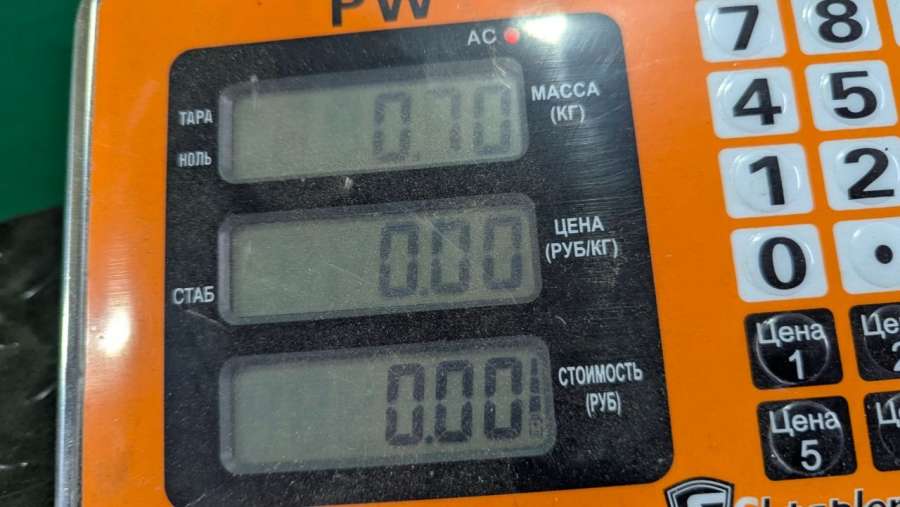 PW
AC
ТАРА
НОЛЬ
0.70
МАССА
(КГ)
СТАБ
0.00
ЦЕНА
(РУБ/КГ)
0.00
СТОИМОСТЬ
(РУБ)
7 8
4 5
1 2
0 .
Цена
1
Цена
5